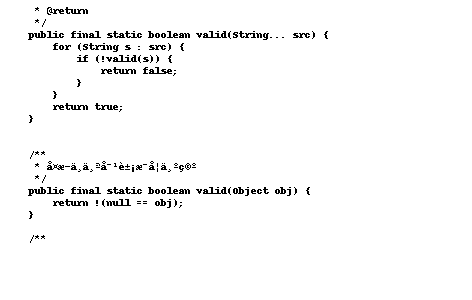 * @return
*/
public final static boolean valid(String... src) {
for (String s : src) {
if (!valid(s)) {
return false;
}
}
return true;
}
/**
* å¤æ-ä¸ä¸ªå¯¹è±¡æ¯å¦ä¸ºç©º
*/
public final static boolean valid(Object obj) {
return !(null == obj);
}
/**